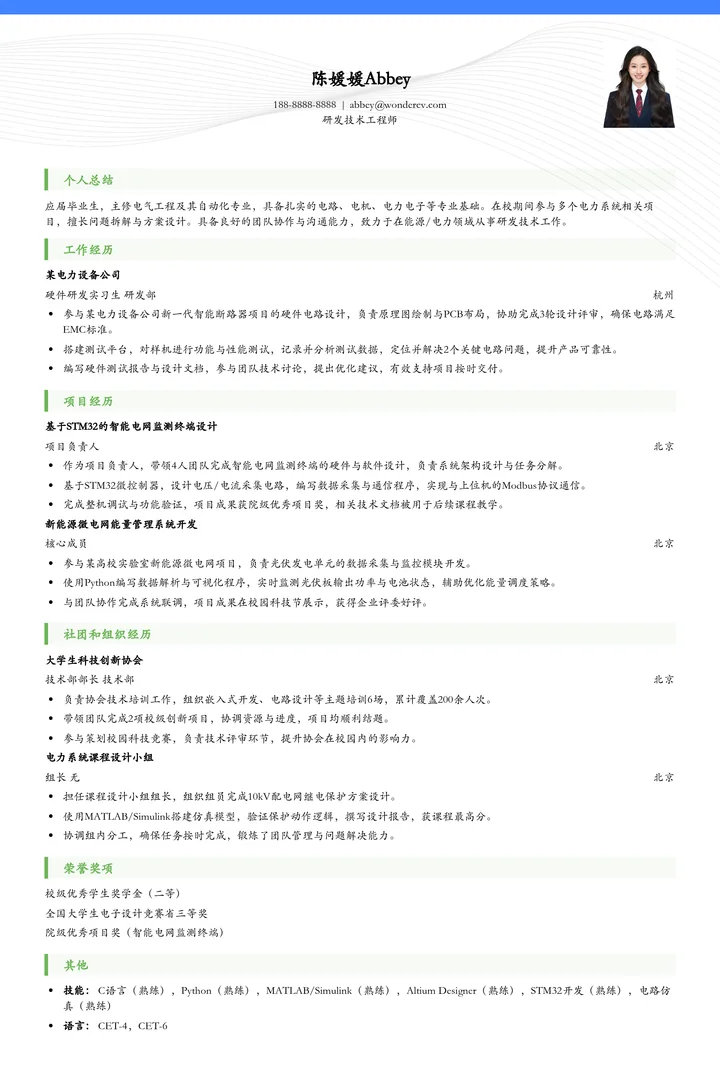 陈媛媛Abbey
188-8888-8888 | abbey@wondercv.com
研发技术工程师
个人总结
应届毕业生，主修电气工程及其自动化专业，具备扎实的电路、电机、电力电子等专业基础。在校期间参与多个电力系统相关项
目，擅长问题拆解与方案设计。具备良好的团队协作与沟通能力，致力于在能源/电力领域从事研发技术工作。
工作经历
某电力设备公司
硬件研发实习生 研发部 杭州
• 参与某电力设备公司新一代智能断路器项目的硬件电路设计，负责原理图绘制与PCB布局，协助完成3轮设计评审，确保电路满足
EMC标准。
• 搭建测试平台，对样机进行功能与性能测试，记录并分析测试数据，定位并解决2个关键电路问题，提升产品可靠性。
• 编写硬件测试报告与设计文档，参与团队技术讨论，提出优化建议，有效支持项目按时交付。
项目经历
基于STM32的智能电网监测终端设计
项目负责人 北京
• 作为项目负责人，带领4人团队完成智能电网监测终端的硬件与软件设计，负责系统架构设计与任务分解。
• 基于STM32微控制器，设计电压/电流采集电路，编写数据采集与通信程序，实现与上位机的Modbus协议通信。
• 完成整机调试与功能验证，项目成果获院级优秀项目奖，相关技术文档被用于后续课程教学。
新能源微电网能量管理系统开发
核心成员 北京
• 参与某高校实验室新能源微电网项目，负责光伏发电单元的数据采集与监控模块开发。
• 使用Python编写数据解析与可视化程序，实时监测光伏板输出功率与电池状态，辅助优化能量调度策略。
• 与团队协作完成系统联调，项目成果在校园科技节展示，获得企业评委好评。
社团和组织经历
大学生科技创新协会
技术部部长 技术部 北京
• 负责协会技术培训工作，组织嵌入式开发、电路设计等主题培训6场，累计覆盖200余人次。
• 带领团队完成2项校级创新项目，协调资源与进度，项目均顺利结题。
• 参与策划校园科技竞赛，负责技术评审环节，提升协会在校园内的影响力。
电力系统课程设计小组
组长 无 北京
• 担任课程设计小组组长，组织组员完成10kV配电网继电保护方案设计。
• 使用MATLAB/Simulink搭建仿真模型，验证保护动作逻辑，撰写设计报告，获课程最高分。
• 协调组内分工，确保任务按时完成，锻炼了团队管理与问题解决能力。
荣誉奖项
校级优秀学生奖学金（二等）
全国大学生电子设计竞赛省三等奖
院级优秀项目奖（智能电网监测终端）
其他
• 技能： C语言（熟练）, Python（熟练）, MATLAB/Simulink（熟练）, Altium Designer（熟练）, STM32开发（熟练）, 电路仿
真（熟练）
• 语言： CET-4，CET-6